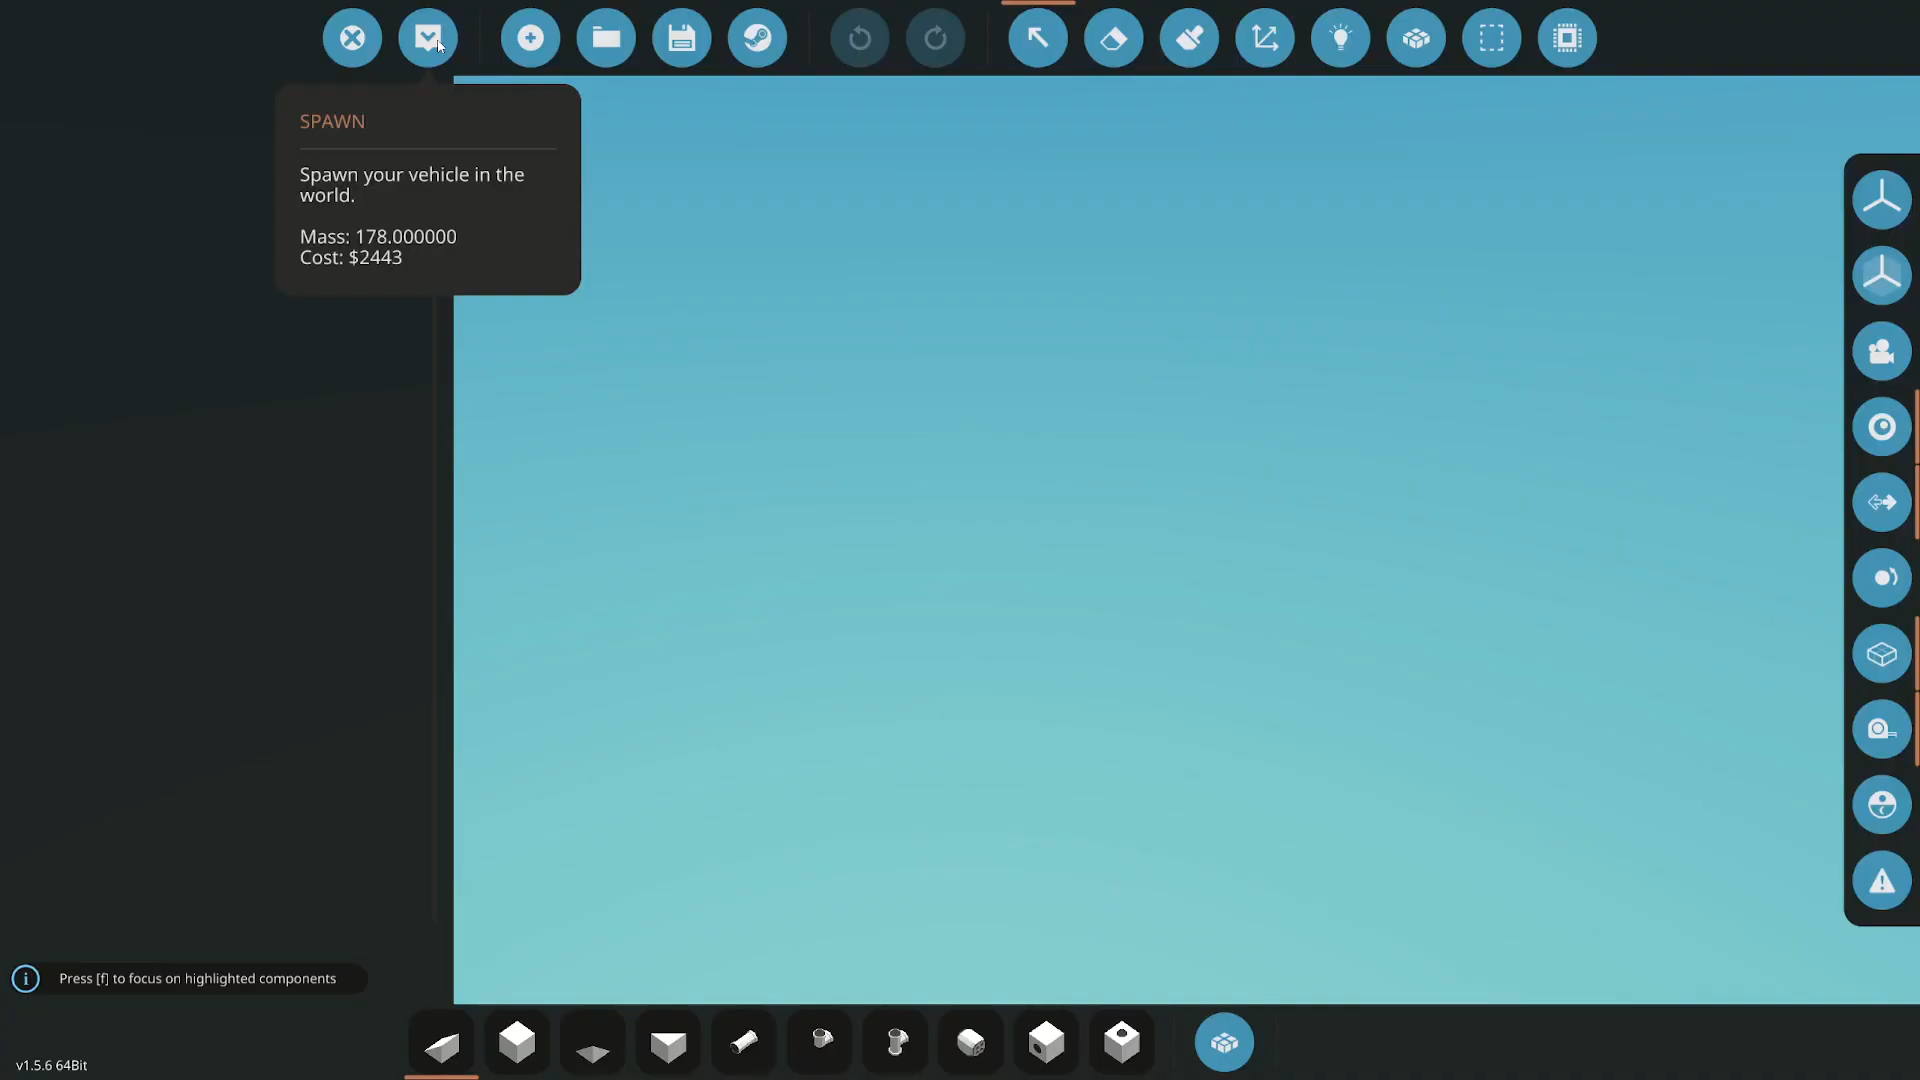 SPAWN
Spawn your vehicle in the
world.
Mass: 178.000000
Cost: $2443
Press [f] to focus on highlighted components
v1.5.6 64Bit